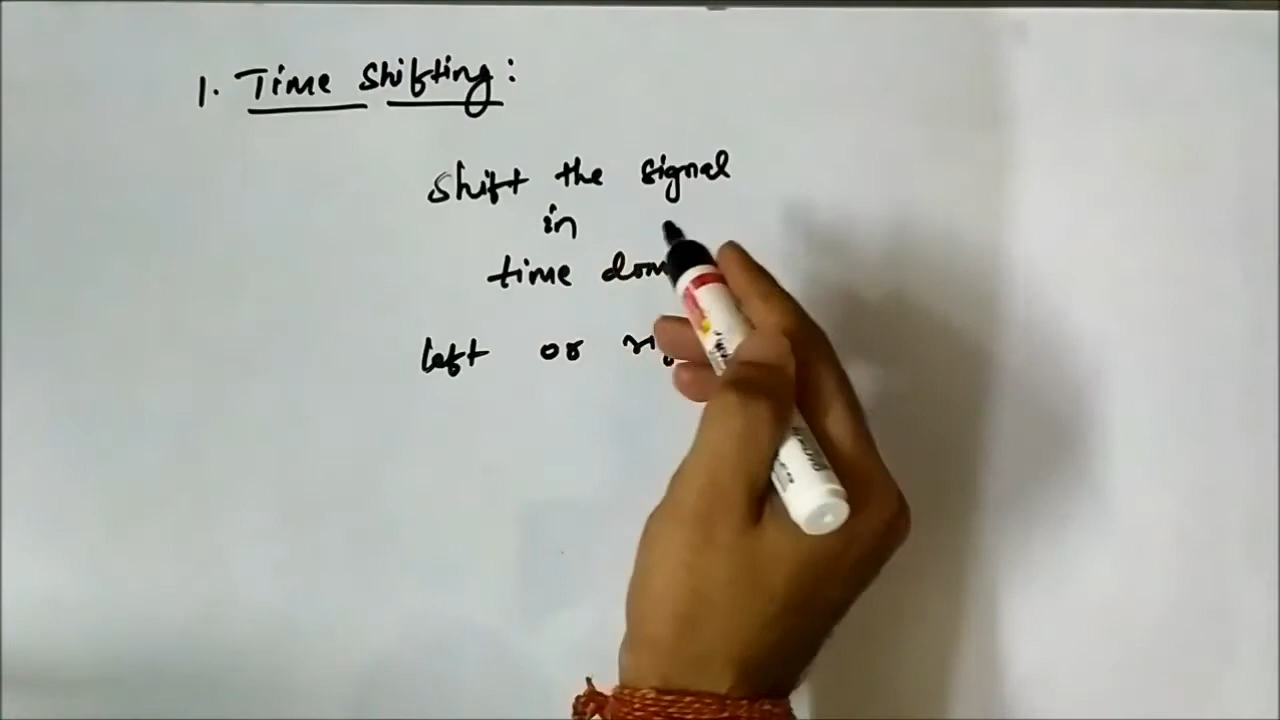 1. Time Shifting:
Shift the signal
in
time dom
left or